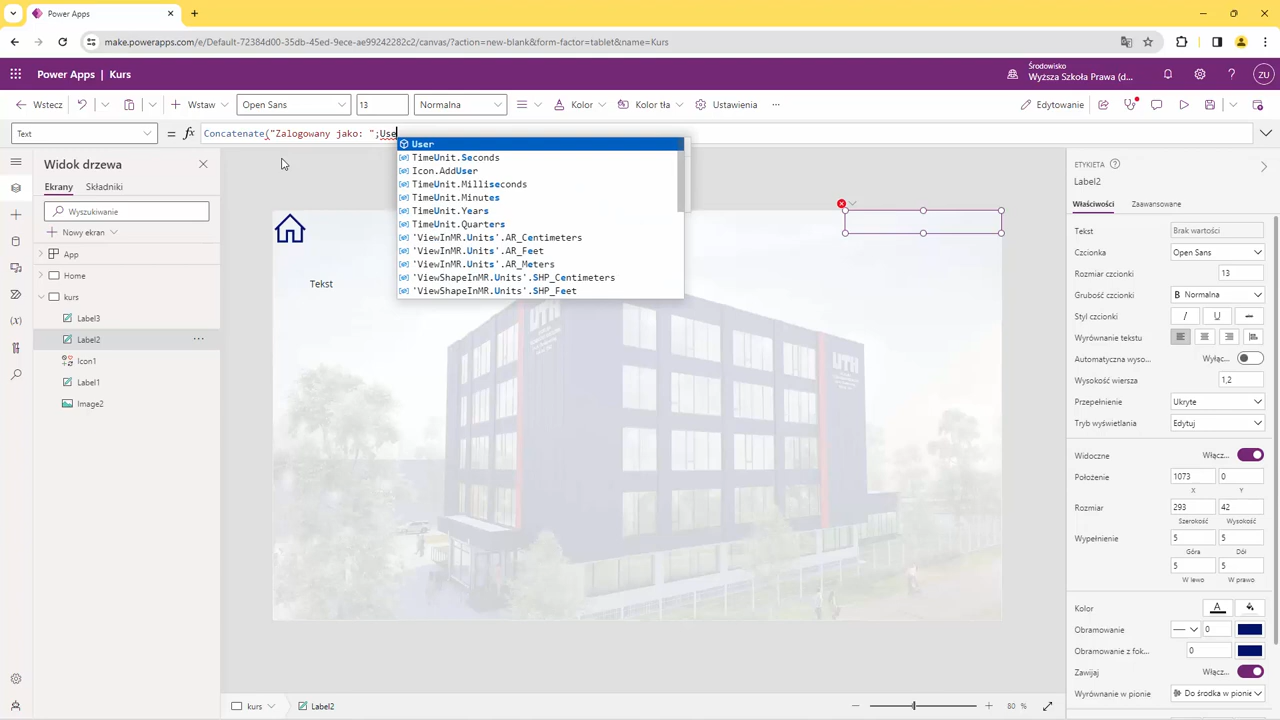 Power Apps
make.powerapps.com/e/Default-72384d00-35db-45ed-9ece-ae99242282c2/canvas/?action=new-blank&form-factor=tablet&name=Kurs
Power Apps | Kurs
Środowisko
Wyższa Szkoła Prawa (d...
ZU
Wstecz
Wstaw
Open Sans
13
Normalna
Kolor
Kolor tła
Ustawienia
Edytowanie
Text
= fx Concatenate("Zalogowany jako: ";Use
User
TimeUnit.Seconds
Icon.AddUser
TimeUnit.Milliseconds
TimeUnit.Minutes
TimeUnit.Years
TimeUnit.Quarters
'ViewInMR.Units'.AR_Centimeters
'ViewInMR.Units'.AR_Feet
'ViewInMR.Units'.AR_Meters
'ViewShapeInMR.Units'.SHP_Centimeters
'ViewShapeInMR.Units'.SHP_Feet
Widok drzewa
Ekrany
Składniki
Wyszukiwanie
Nowy ekran
App
Home
kurs
Label3
Label2
Icon1
Label1
Image2
Tekst
UTH
ETYKIETA
Label2
Właściwości
Zaawansowane
Tekst
Brak wartości
Czcionka
Open Sans
Rozmiar czcionki
13
Grubość czcionki
B Normalna
Styl czcionki
/ U
Wyrównanie tekstu
Automatyczna wyso...
Wyłąc...
Wysokość wiersza
1,2
Przepełnienie
Ukryte
Tryb wyświetlania
Edytuj
Widoczne
Włącz...
Położenie
1073
0
X
Y
Rozmiar
293
42
Szerokość
Wysokość
Wypełnienie
5
5
Góra
Dół
5
5
W lewo
W prawo
Kolor
A
Obramowanie
0
Obramowanie z fok...
0
Zawijaj
Włącz...
Wyrównanie w pionie
Do środka w pionie
kurs
Label2
80 %